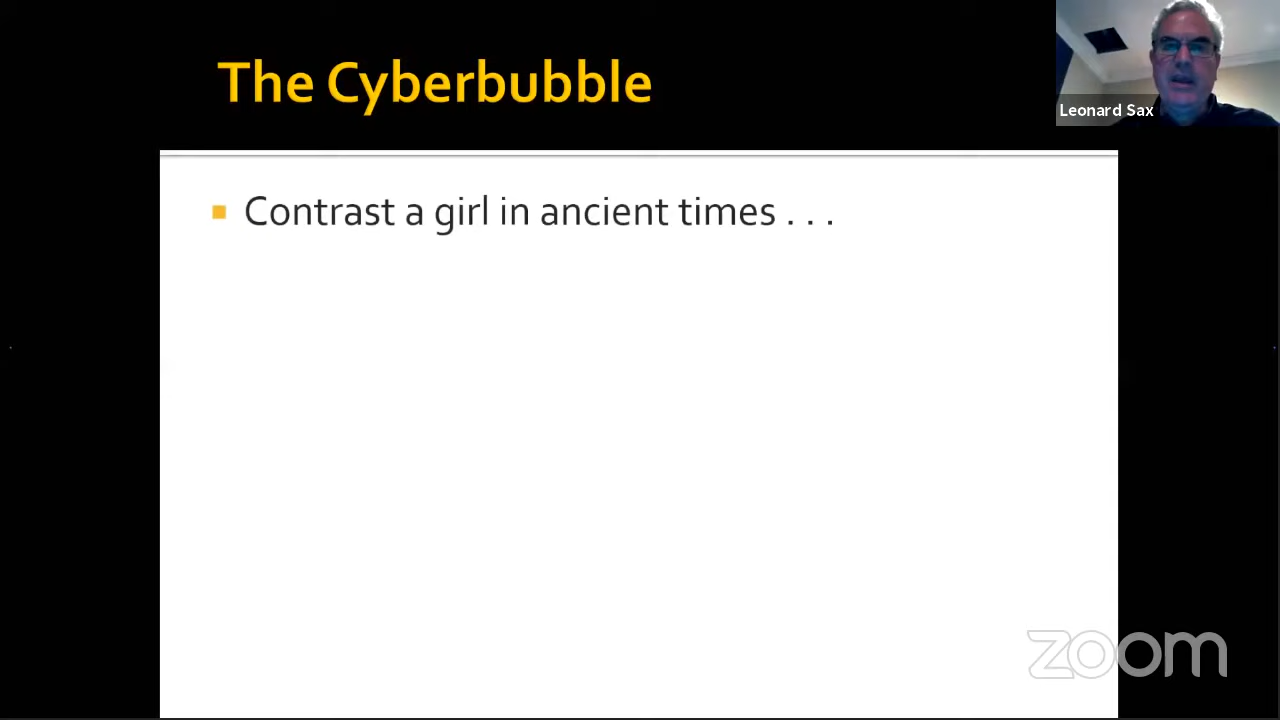 The Cyberbubble
Leonard Sax
Contrast a girl in ancient times . . .
zoom